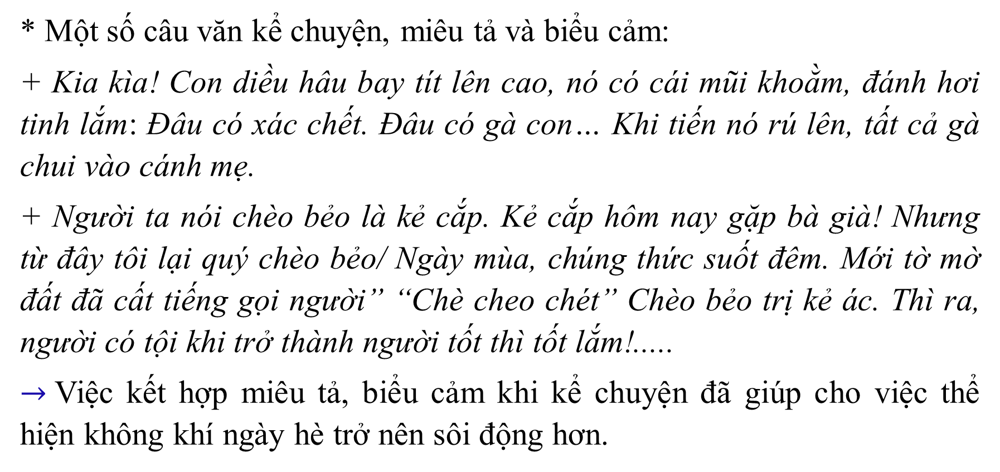 * Một số câu văn kể chuyện, miêu tả và biểu cảm:
+ Kia kìa! Con diều hâu bay tít lên cao, nó có cái mũi khoằm, đánh hơi
tinh lắm: Đâu có xác chết. Đâu có gà con... Khi tiến nó rú lên, tất cả gà
chui vào cánh mẹ.
+ Người ta nói chèo bẻo là kẻ cắp. Kẻ cắp hôm nay gặp bà già! Nhưng
từ đây tôi lại quý chèo bẻo/ Ngày mùa, chúng thức suốt đêm. Mới tờ mờ
đất đã cất tiếng gọi người” “Chè cheo chét” Chèo bẻo trị kẻ ác. Thì ra,
người có tội khi trở thành người tốt thì tốt lắm!.....
→ Việc kết hợp miêu tả, biểu cảm khi kể chuyện đã giúp cho việc thể
hiện không khí ngày hè trở nên sôi động hơn.